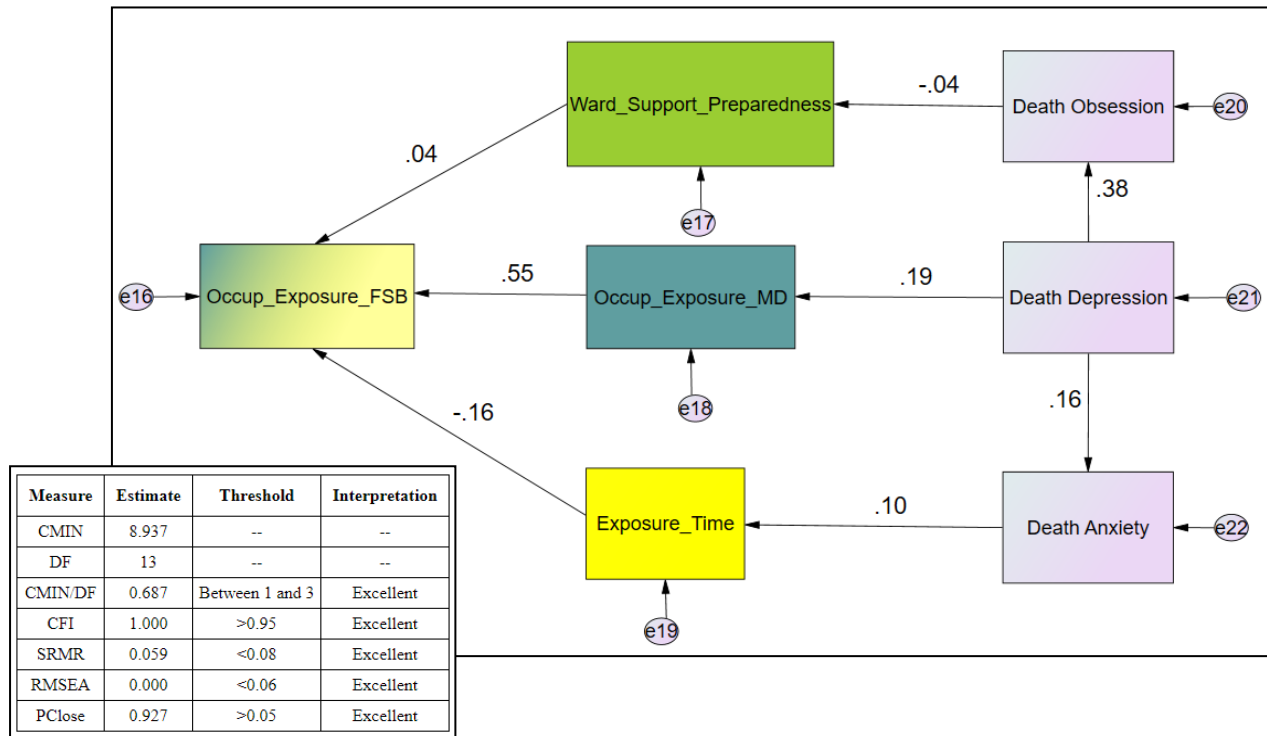 Ward_Support_Preparedness
-.04
Death Obsession
e20
.04
e17
.38
e16
Occup_Exposure_FSB
.55
Occup_Exposure_MD
.19
Death Depression
e21
e18
-.16
.16
Exposure_Time
.10
Death Anxiety
e22
e19
Measure Estimate Threshold Interpretation
CMIN 8.937 -- --
DF 13 -- --
CMIN/DF 0.687 Between 1 and 3 Excellent
CFI 1.000 >0.95 Excellent
SRMR 0.059 <0.08 Excellent
RMSEA 0.000 <0.06 Excellent
PClose 0.927 >0.05 Excellent